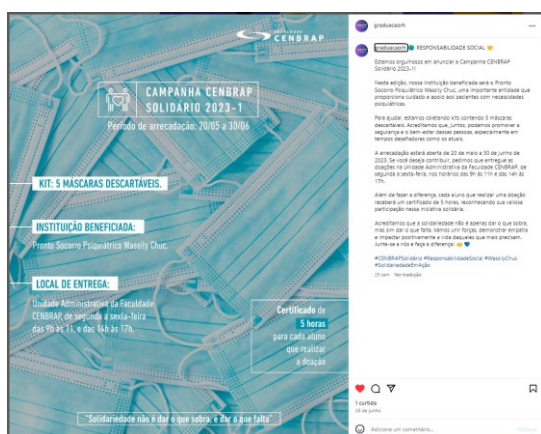 FACULDADE
CENBRAP
CAMPANHA CENBRAP
SOLIDÁRIO 2023-1
Período de arrecadação: 20/05 a 30/06
KIT: 5 MÁSCARAS DESCARTÁVEIS.
INSTITUIÇÃO BENEFICIADA:
Pronto Socorro Psiquiátrico Wassily Chuc.
LOCAL DE ENTREGA:
Unidade Administrativa da Faculdade
CENBRAP, de segunda a sexta-feira
das 9h às 11, e das 14h às 17h.
Certificado de
5 horas
para cada aluno
que realizar
a doação
"Solidariedade não é dar o que sobra, é dar o que falta"
graduacaorh
graduacaorh RESPONSABILIDADE SOCIAL
Estamos orgulhosos em anunciar a Campanha CENBRAP
Solidário 2023-1!
Nesta edição, nossa instituição beneficiada será o Pronto
Socorro Psiquiátrico Wassily Chuc, uma importante entidade que
proporciona cuidado e apoio aos pacientes com necessidades
psiquiátricas.
Para ajudar, estamos coletando kits contendo 5 máscaras
descartáveis. Acreditamos que, juntos, podemos promover a
segurança e o bem-estar dessas pessoas, especialmente em
tempos desafiadores como os atuais.
A arrecadação estará aberta de 20 de maio a 30 de junho de
2023. Se você deseja contribuir, pedimos que entregue as
doações na Unidade Administrativa da Faculdade CENBRAP, de
segunda a sexta-feira, nos horários das 9h às 11h e das 14h às
17h.
Além de fazer a diferença, cada aluno que realizar uma doação
receberá um certificado de 5 horas, reconhecendo sua valiosa
participação nessa iniciativa solidária.
Acreditamos que a solidariedade não é apenas dar o que sobra,
mas sim dar o que falta. Vamos unir forças, demonstrar empatia
e impactar positivamente a vida daqueles que mais precisam.
Junte-se a nós e faça a diferença!
#CENBRAPSolidário #ResponsabilidadeSocial #WassilyChuc
#SolidariedadeEmAção
25 sem Ver tradução
1 curtida
28 de junho
Adicione um comentário...